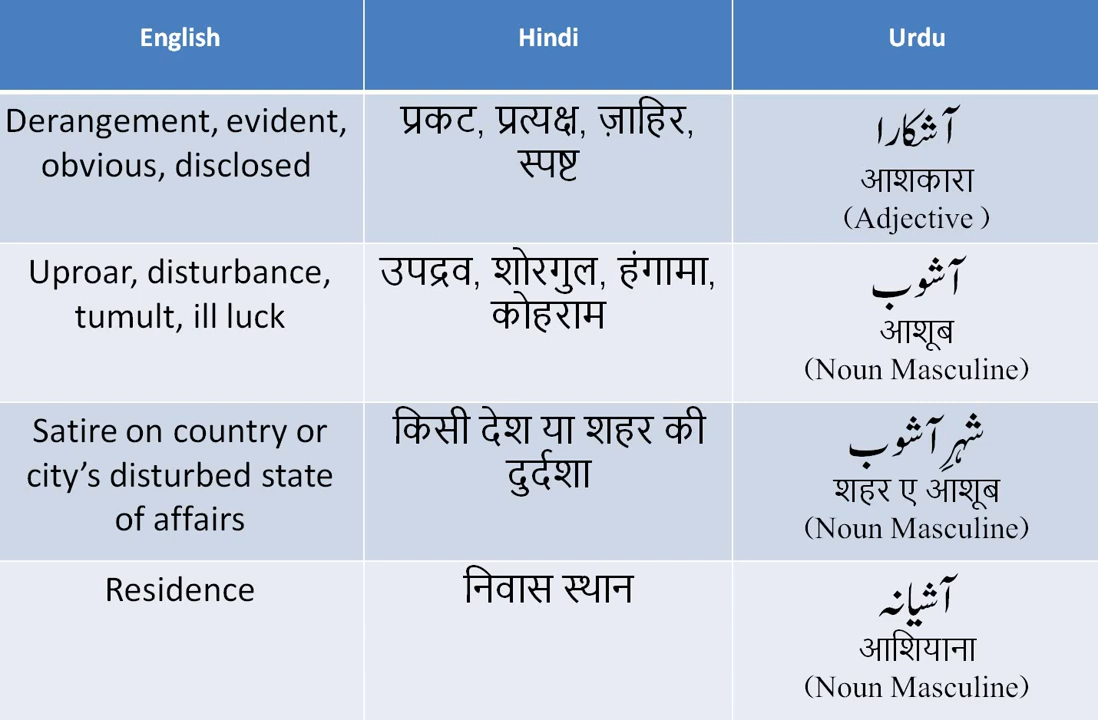 English
Hindi
Urdu
Derangement, evident,
obvious, disclosed
प्रकट, प्रत्यक्ष, ज़ाहिर,
स्पष्ट
آشکارا
आशकारा
(Adjective )
Uproar, disturbance,
tumult, ill luck
उपद्रव, शोरगुल, हंगामा,
कोहराम
آشوب
आशूब
(Noun Masculine)
Satire on country or
city’s disturbed state
of affairs
किसी देश या शहर की
दुर्दशा
شہرِ آشوب
शहर ए आशूब
(Noun Masculine)
Residence
निवास स्थान
آشیانہ
आशियाना
(Noun Masculine)